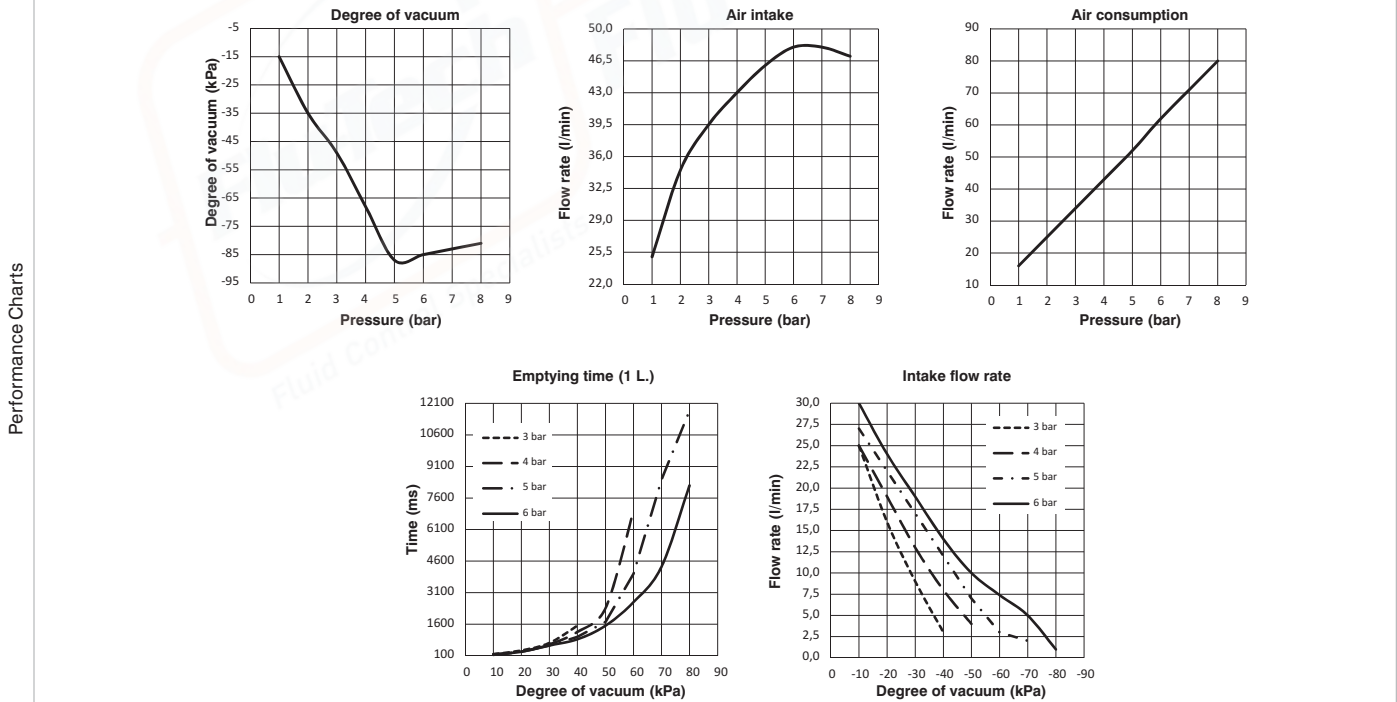 Performance Charts
Degree of vacuum
Degree of vacuum (kPa)
-5
-15
-25
-35
-45
-55
-65
-75
-85
-95
0 1 2 3 4 5 6 7 8 9
Pressure (bar)
Air intake
Flow rate (l/min)
50,0
46,5
43,0
39,5
36,0
32,5
29,0
25,5
22,0
0 1 2 3 4 5 6 7 8 9
Pressure (bar)
Air consumption
Flow rate (l/min)
90
80
70
60
50
40
30
20
10
0 1 2 3 4 5 6 7 8 9
Pressure (bar)
Emptying time (1 L.)
Time (ms)
12100
10600
9100
7600
6100
4600
3100
1600
100
3 bar
4 bar
5 bar
6 bar
0 10 20 30 40 50 60 70 80 90
Degree of vacuum (kPa)
Intake flow rate
Flow rate (l/min)
30,0
27,5
25,0
22,5
20,0
17,5
15,0
12,5
10,0
7,5
5,0
2,5
0,0
3 bar
4 bar
5 bar
6 bar
0 -10 -20 -30 -40 -50 -60 -70 -80 -90
Degree of vacuum (kPa)